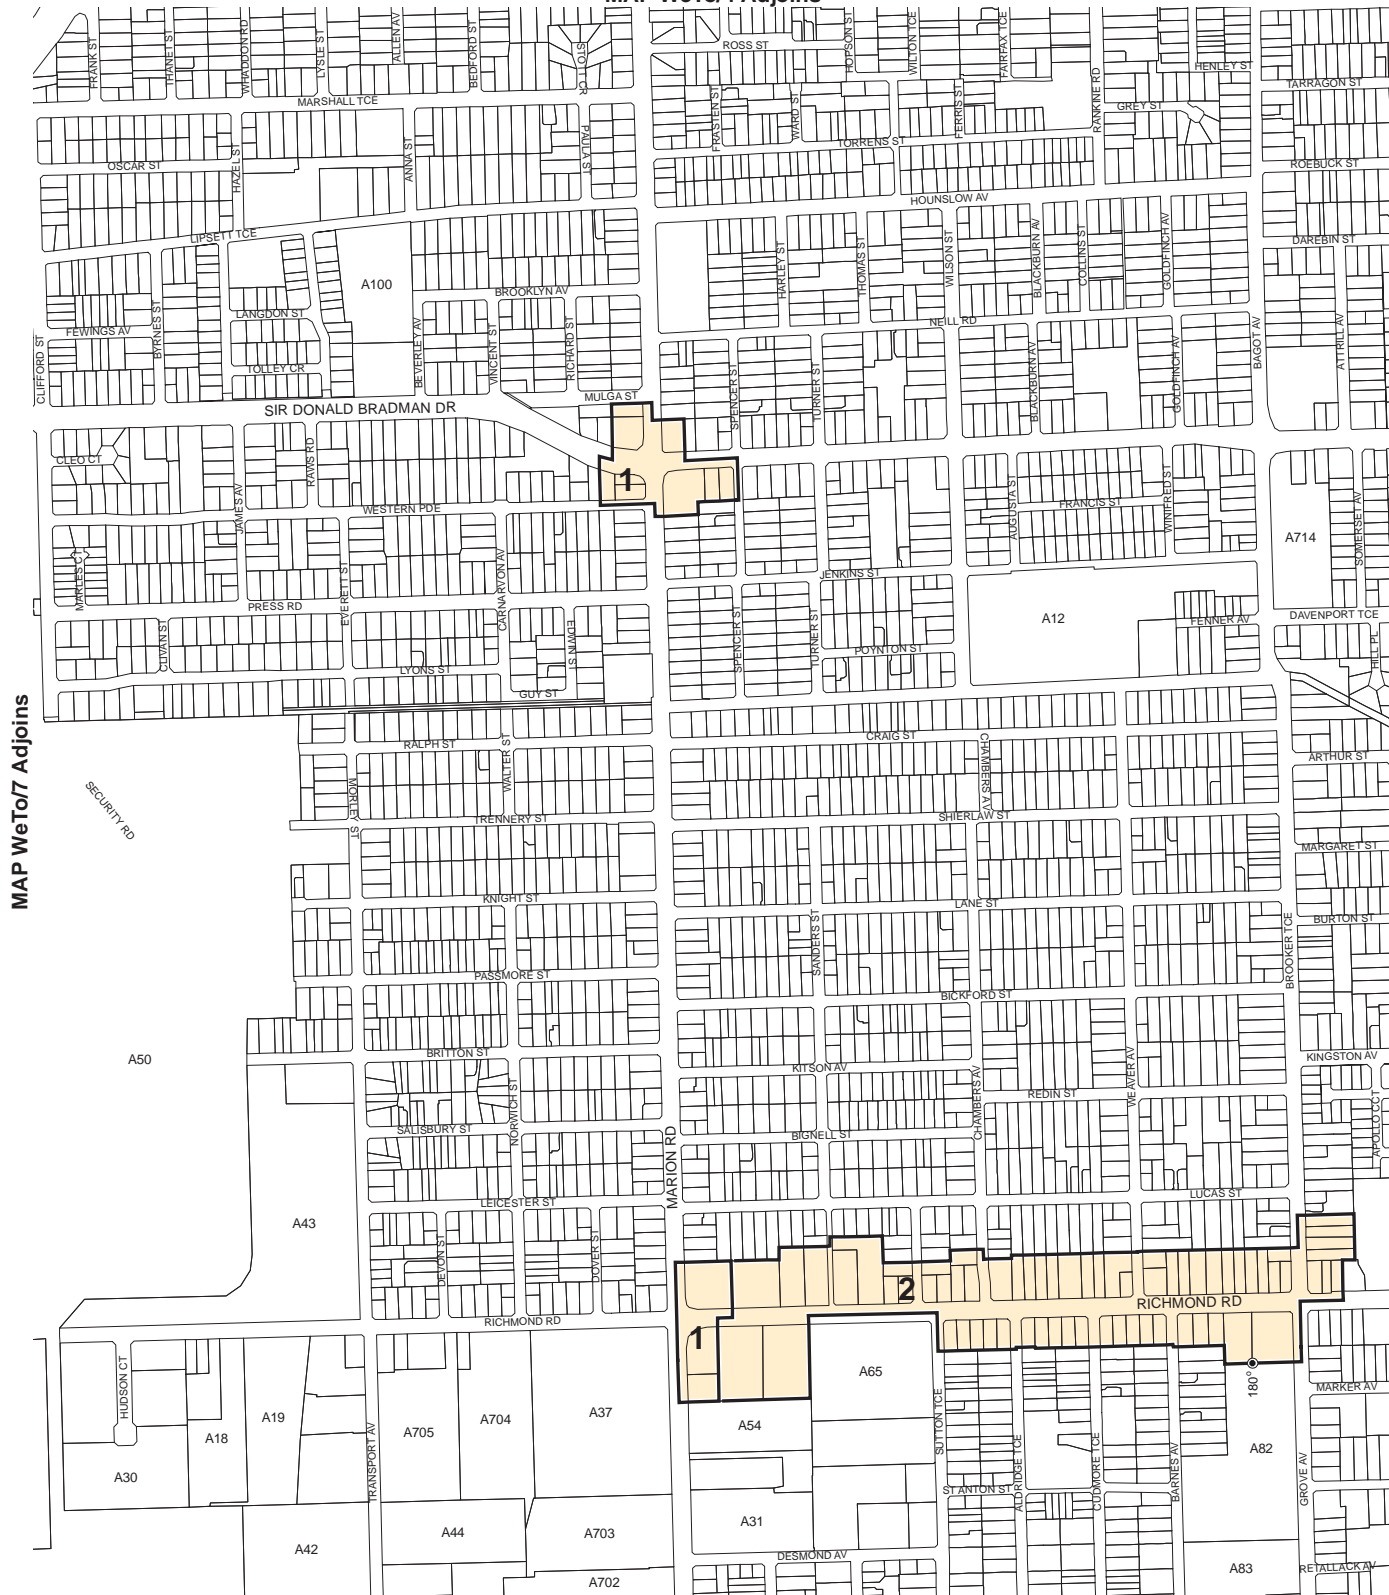 FRANK ST
THANET ST
WHADDON RD
LYSLE ST
ALLEN AV
BEDFORD ST
ROSS ST
HOPSON ST
WILTON TCE
FAIRFAX TCE
HENLEY ST
TARRAGON ST
MARSHALL TCE
FRASTEN ST
WARD ST
FERRIS ST
RANKINE RD
GREY ST
OSCAR ST
HAZEL ST
ANNA ST
PAULA ST
TORRENS ST
ROEBUCK ST
HOUNSLOW AV
LIPSETT TCE
DAREBIN ST
A100
HARLEY ST
THOMAS ST
WILSON ST
BLACKBURN AV
COLLINS ST
GOLDFINCH AV
BROOKLYN AV
LANGDON ST
NEILL RD
FEWINGS AV
BYRNES ST
CLIFFORD ST
BEVERLEY AV
VINCENT ST
RICHARD ST
BAGOT AV
ATTRILL AV
TOLLEY CR
SPENCER ST
TURNER ST
BLACKBURN AV
GOLDFINCH AV
MULGA ST
SIR DONALD BRADMAN DR
CLEO CT
RAWS RD
1
JAMES AV
WESTERN PDE
AUGUSTA ST
FRANCIS ST
WINIFRED ST
A714
SOMERSET AV
MARLES CT
EVERETT ST
CARNARVON AV
JENKINS ST
PRESS RD
A12
FENNER AV
DAVENPORT TCE
CLIVAN ST
EDWIN ST
SPENCER ST
TURNER ST
POYNTON ST
HILL PL
LYONS ST
GUY ST
MAP WeTo/7 Adjoins
RALPH ST
WALTER ST
CRAIG ST
CHAMBERS AV
ARTHUR ST
SECURITY RD
MORLEY ST
TRENNERY ST
SHIERLAW ST
MARGARET ST
KNIGHT ST
LANE ST
SANDERS ST
BURTON ST
BROOKER TCE
PASSMORE ST
BICKFORD ST
A50
BRITTON ST
KITSON AV
KINGSTON AV
NORWICH ST
CHAMBERS AV
REDIN ST
WEAVER AV
APOLLO CCT
SALISBURY ST
MARION RD
BIGNELL ST
LEICESTER ST
LUCAS ST
A43
DEVON ST
DOVER ST
2
RICHMOND RD
RICHMOND RD
1
HUDSON CT
A65
180°
MARKER AV
A19
A18
A705
A704
A37
A54
SUTTON TCE
A82
TRANSPORT AV
ALDRIDGE TCE
CUDMORE TCE
BARNES AV
GROVE AV
A30
STANTON ST
A44
A703
A31
A42
DESMOND AV
A702
A83
RETALLACK AV